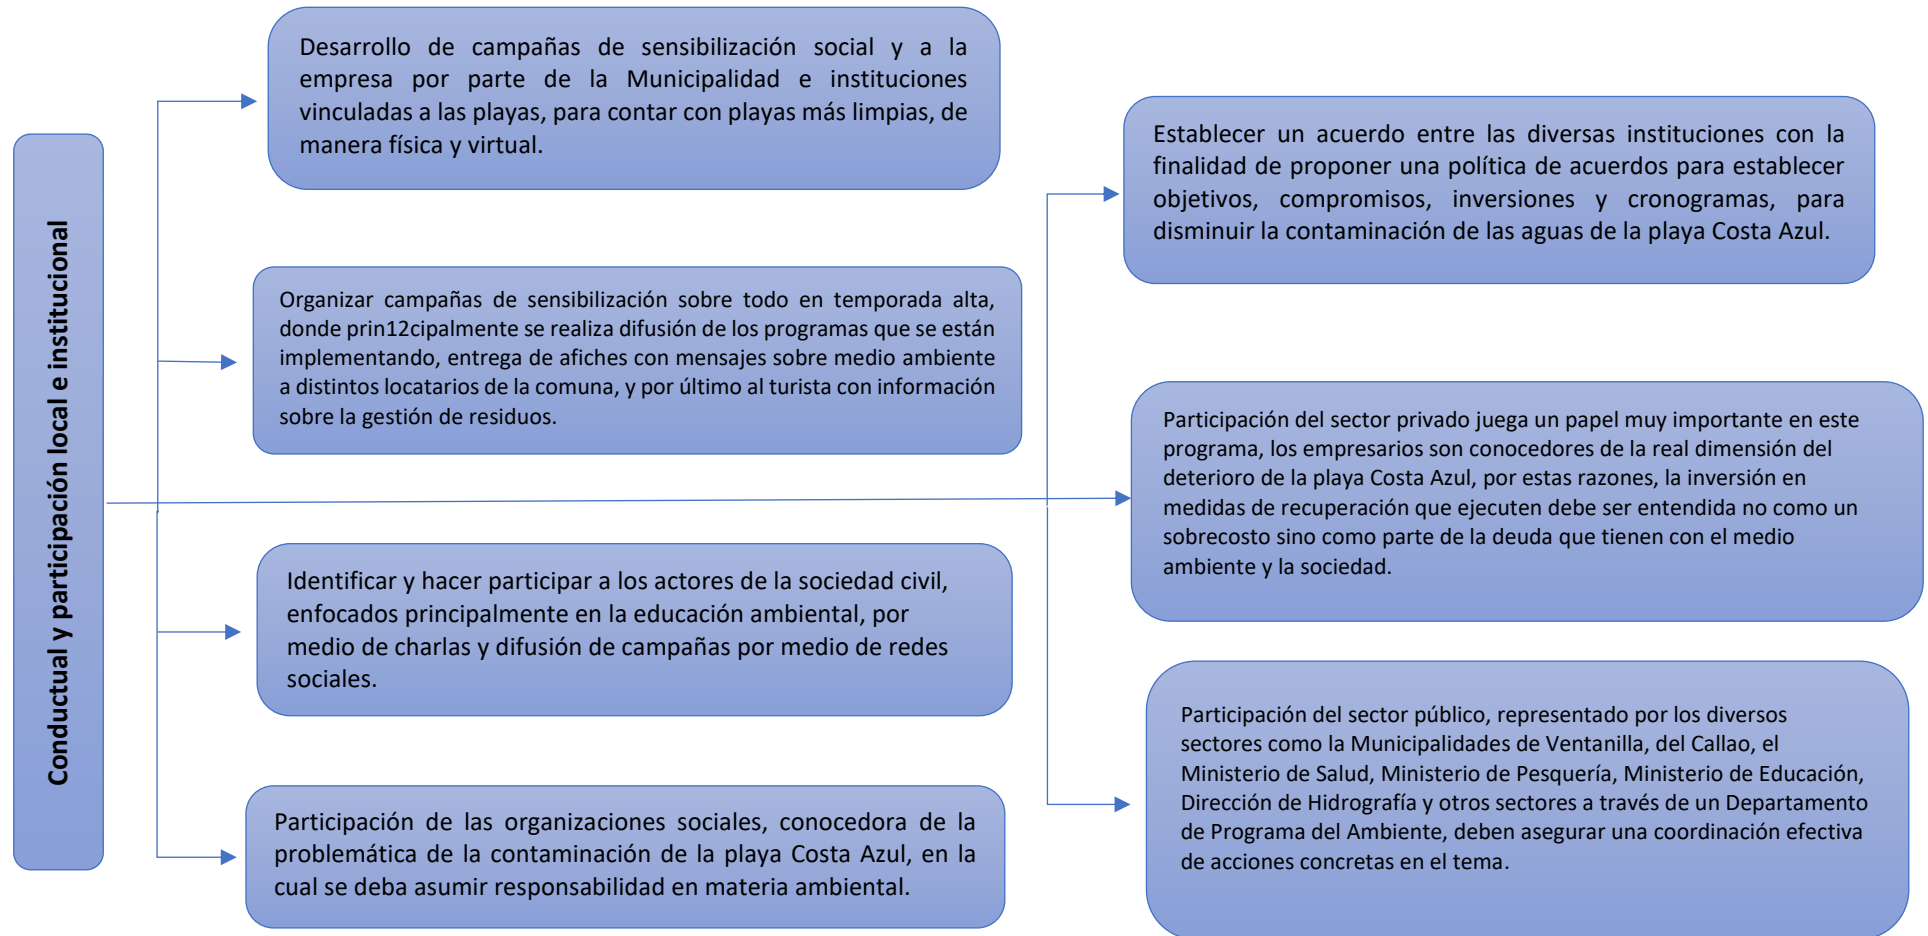 Conductual y participación local e institucional
Desarrollo de campañas de sensibilización social y a la
empresa por parte de la Municipalidad e instituciones
vinculadas a las playas, para contar con playas más limpias, de
manera física y virtual.
Organizar campañas de sensibilización sobre todo en temporada alta,
donde prin12cipalmente se realiza difusión de los programas que se están
implementando, entrega de afiches con mensajes sobre medio ambiente
a distintos locatarios de la comuna, y por último al turista con información
sobre la gestión de residuos.
Identificar y hacer participar a los actores de la sociedad civil,
enfocados principalmente en la educación ambiental, por
medio de charlas y difusión de campañas por medio de redes
sociales.
Participación de las organizaciones sociales, conocedora de la
problemática de la contaminación de la playa Costa Azul, en la
cual se deba asumir responsabilidad en materia ambiental.
Establecer un acuerdo entre las diversas instituciones con la
finalidad de proponer una política de acuerdos para establecer
objetivos, compromisos, inversiones y cronogramas, para
disminuir la contaminación de las aguas de la playa Costa Azul.
Participación del sector privado juega un papel muy importante en este
programa, los empresarios son conocedores de la real dimensión del
deterioro de la playa Costa Azul, por estas razones, la inversión en
medidas de recuperación que ejecuten debe ser entendida no como un
sobrecosto sino como parte de la deuda que tienen con el medio
ambiente y la sociedad.
Participación del sector público, representado por los diversos
sectores como la Municipalidades de Ventanilla, del Callao, el
Ministerio de Salud, Ministerio de Pesquería, Ministerio de Educación,
Dirección de Hidrografía y otros sectores a través de un Departamento
de Programa del Ambiente, deben asegurar una coordinación efectiva
de acciones concretas en el tema.